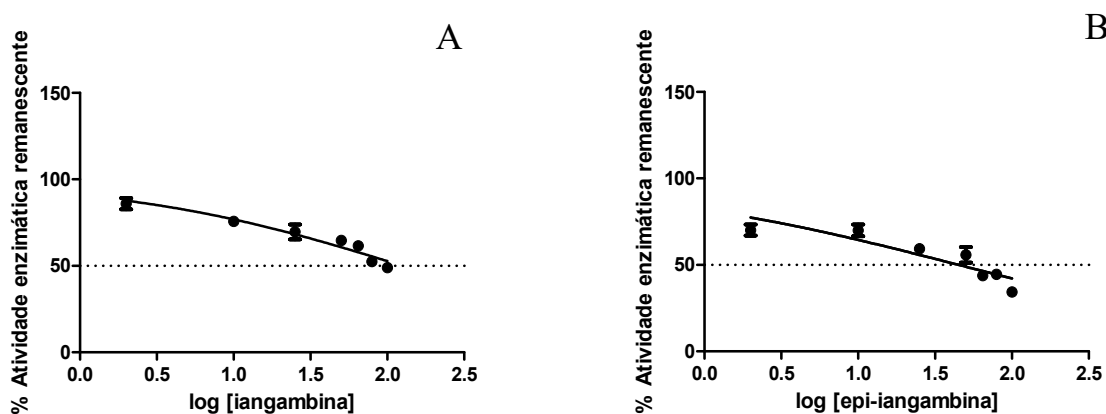 A
% Atividade enzimática remanescente
150
100
50
0
0.0 0.5 1.0 1.5 2.0 2.5
log [iangambina]
B
% Atividade enzimática remanescente
150
100
50
0
0.0 0.5 1.0 1.5 2.0 2.5
log [epi-iangambina]